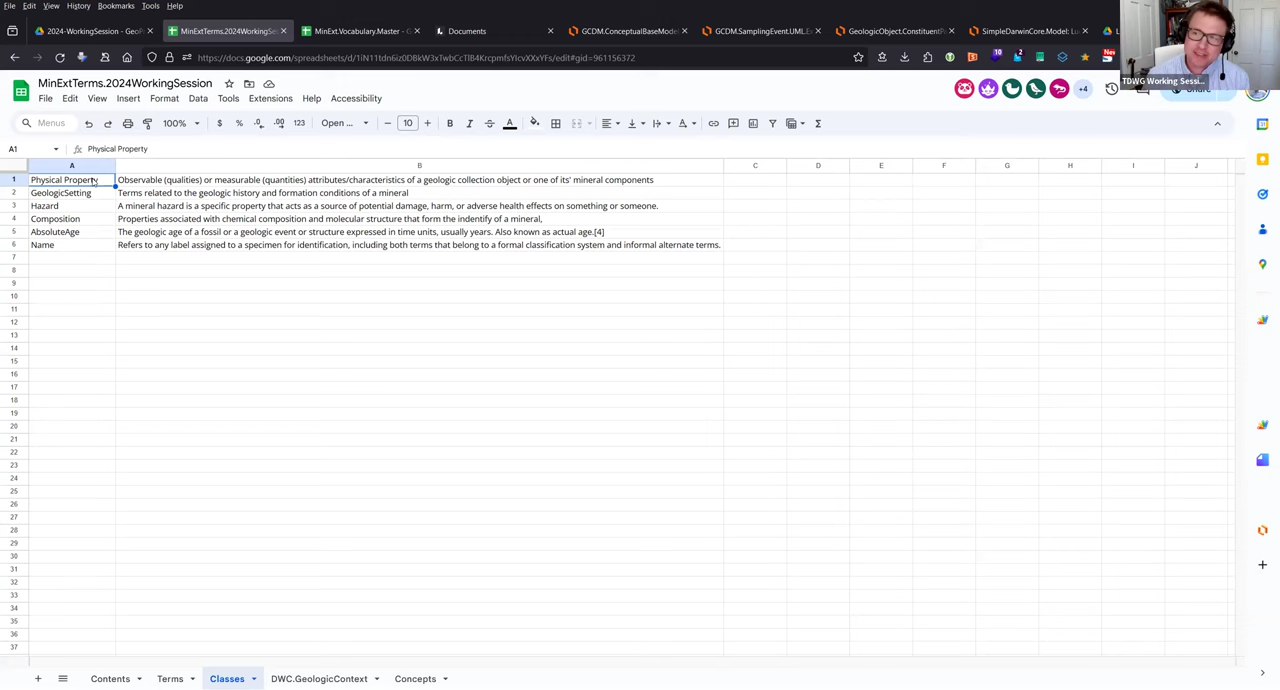 File Edit View History Bookmarks Tools Help
2024-WorkingSession - GeoP
MinExtTerms.2024WorkingSes
MinExt.Vocabulary.Master - G
Documents
GCDM.ConceptualBaseModel
GCDM.SamplingEvent.UML.Ex
GeologicObject.ConstituentPa
SimpleDarwinCore.Model: Luc
https://docs.google.com/spreadsheets/d/
/edit#gid=961156372
MinExtTerms.2024WorkingSession
File Edit View Insert Format Data Tools Extensions Help Accessibility
+4
Share
TDWG Working Sessi...
Menus
100%
$ % .0 .00 123
Open ...
10
B I
A
A1
Physical Property
A B C D E F G H I J
1 Physical Property Observable (qualities) or measurable (quantities) attributes/characteristics of a geologic collection object or one of its' mineral components
2 GeologicSetting Terms related to the geologic history and formation conditions of a mineral
3 Hazard A mineral hazard is a specific property that acts as a source of potential damage, harm, or adverse health effects on something or someone.
4 Composition Properties associated with chemical composition and molecular structure that form the indentify of a mineral,
5 AbsoluteAge The geologic age of a fossil or a geologic event or structure expressed in time units, usually years. Also known as actual age.[4]
6 Name Refers to any label assigned to a specimen for identification, including both terms that belong to a formal classification system and informal alternate terms.
7
8
9
10
11
12
13
14
15
16
17
18
19
20
21
22
23
24
25
26
27
28
29
30
31
32
33
34
35
36
37
Contents Terms Classes DWC.GeologicContext Concepts